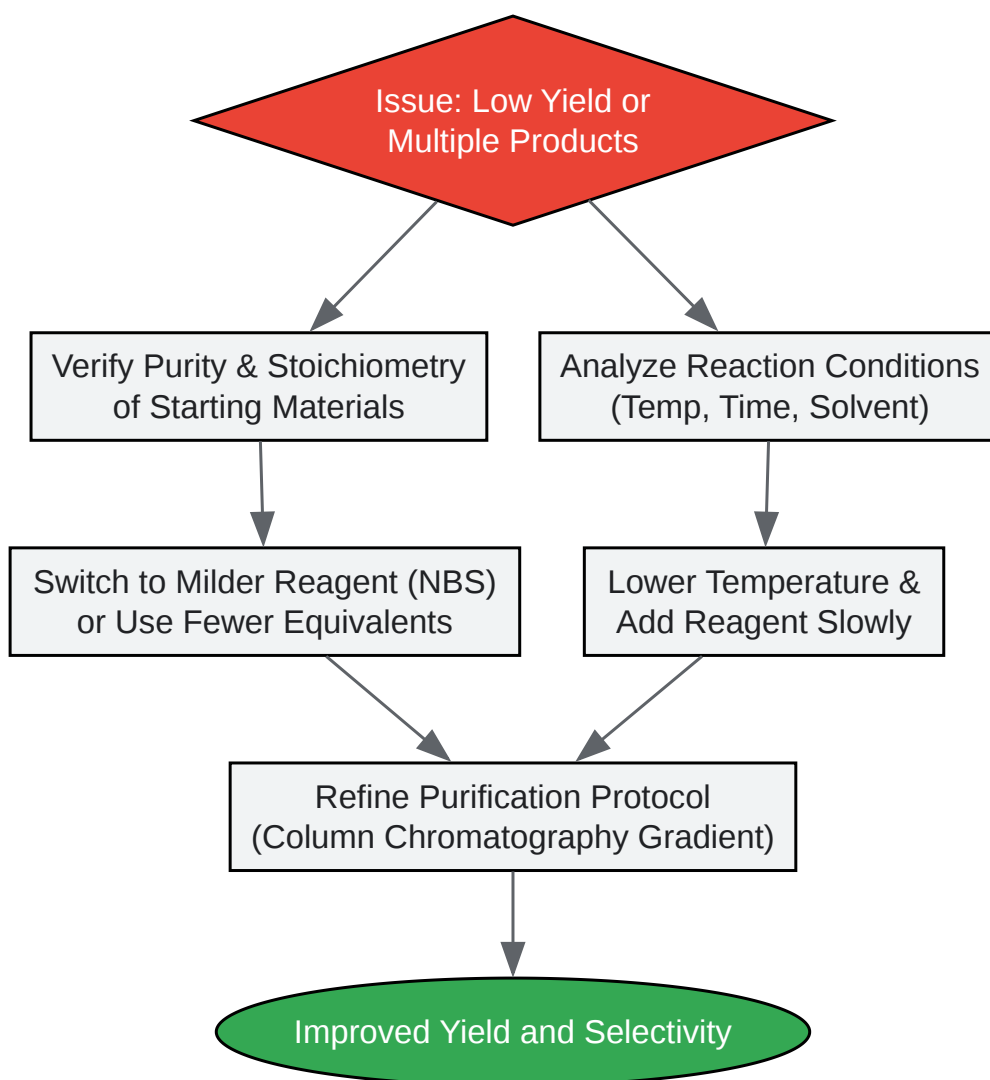 Issue: Low Yield or
Multiple Products
Verify Purity & Stoichiometry
of Starting Materials
Analyze Reaction Conditions
(Temp, Time, Solvent)
Switch to Milder Reagent (NBS)
or Use Fewer Equivalents
Lower Temperature &
Add Reagent Slowly
Refine Purification Protocol
(Column Chromatography Gradient)
Improved Yield and Selectivity